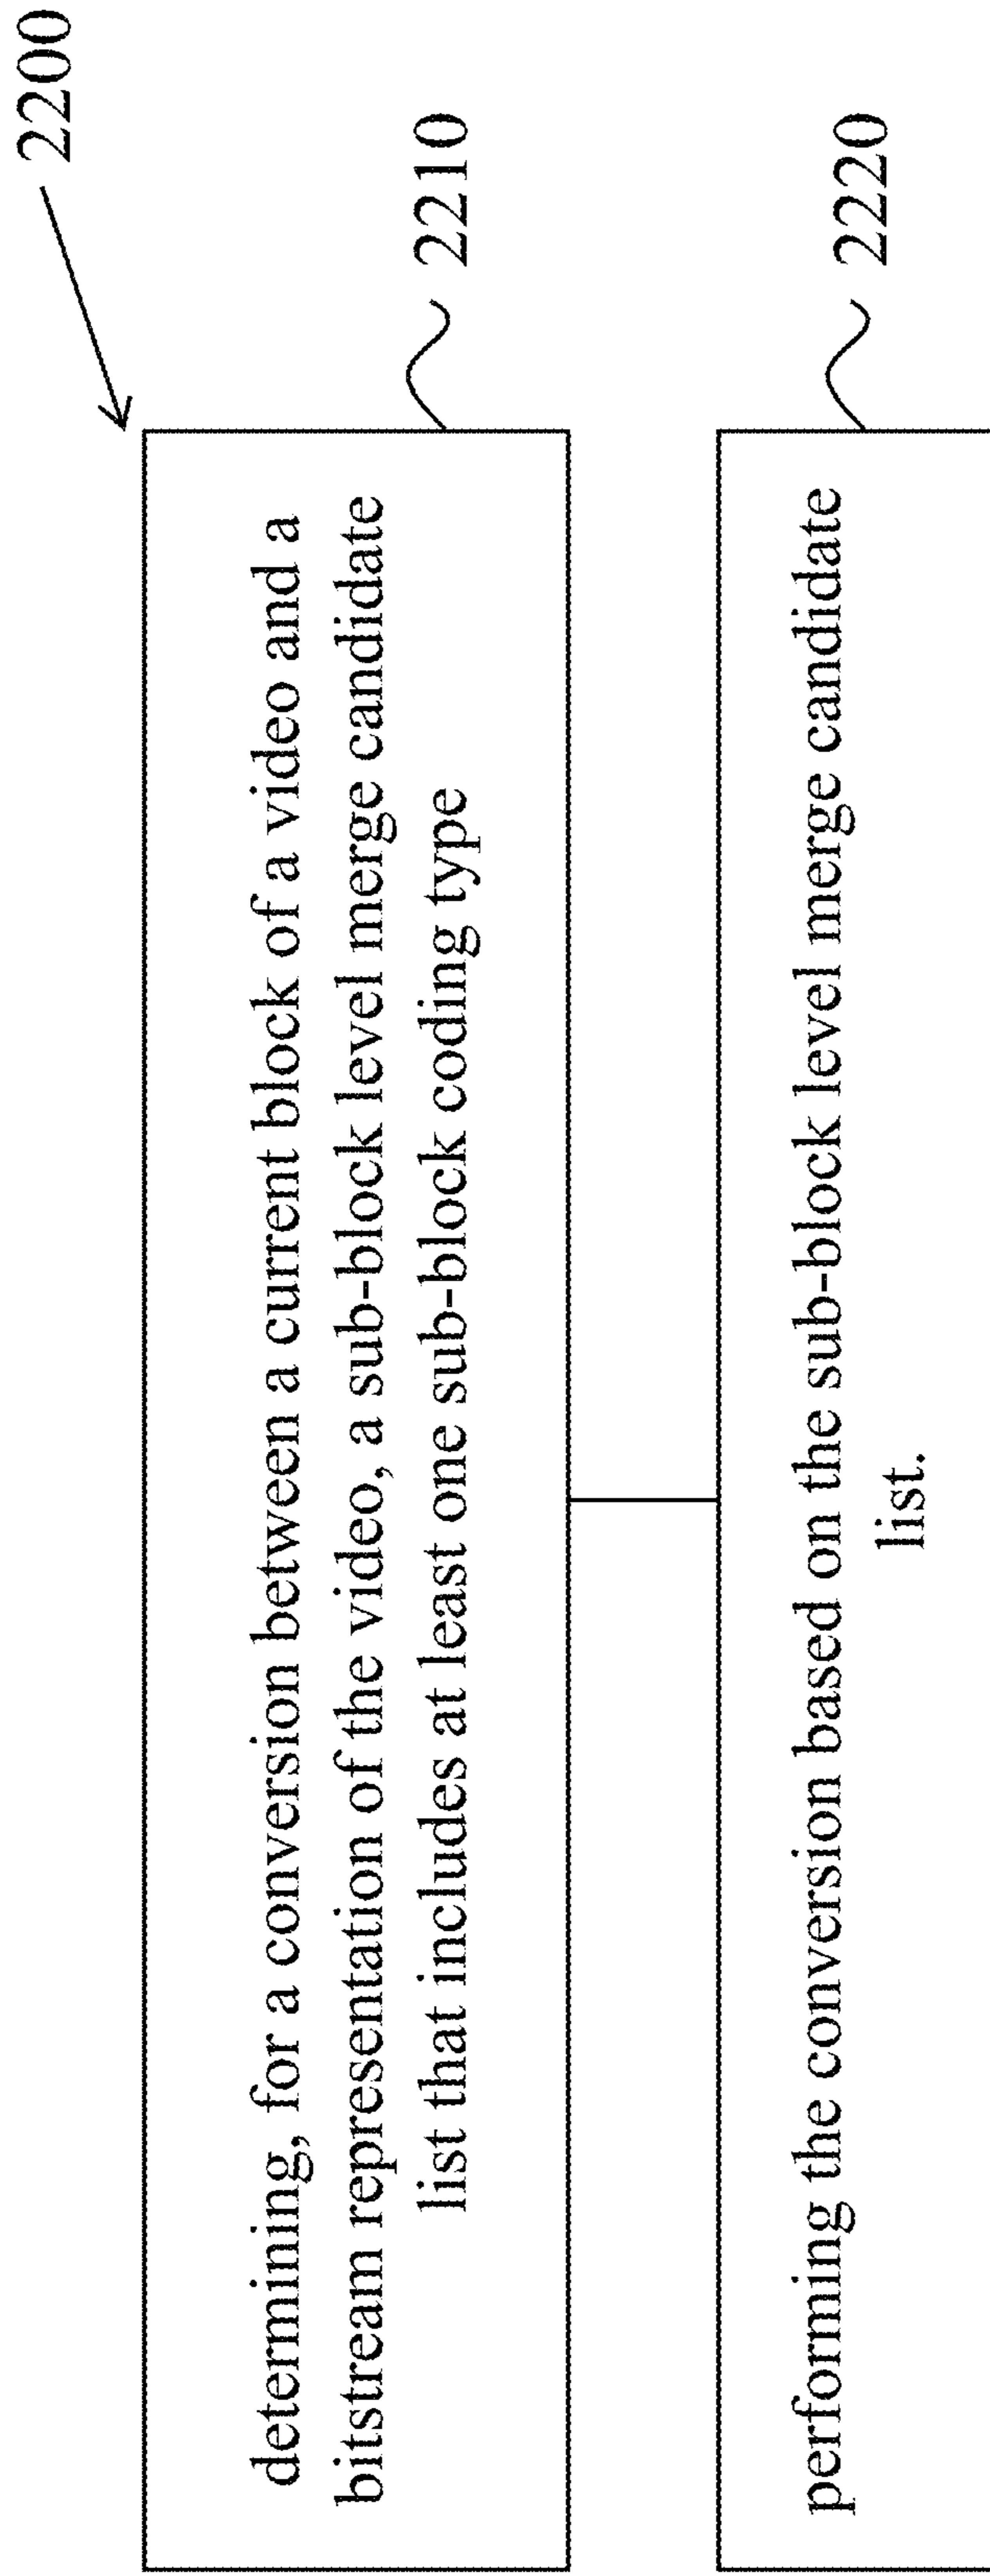 2200
determining, for a conversion between a current block of a video and a
bitstream representation of the video, a sub-block level merge candidate
list that includes at least one sub-block coding type
2210
performing the conversion based on the sub-block level merge candidate
list.
2220